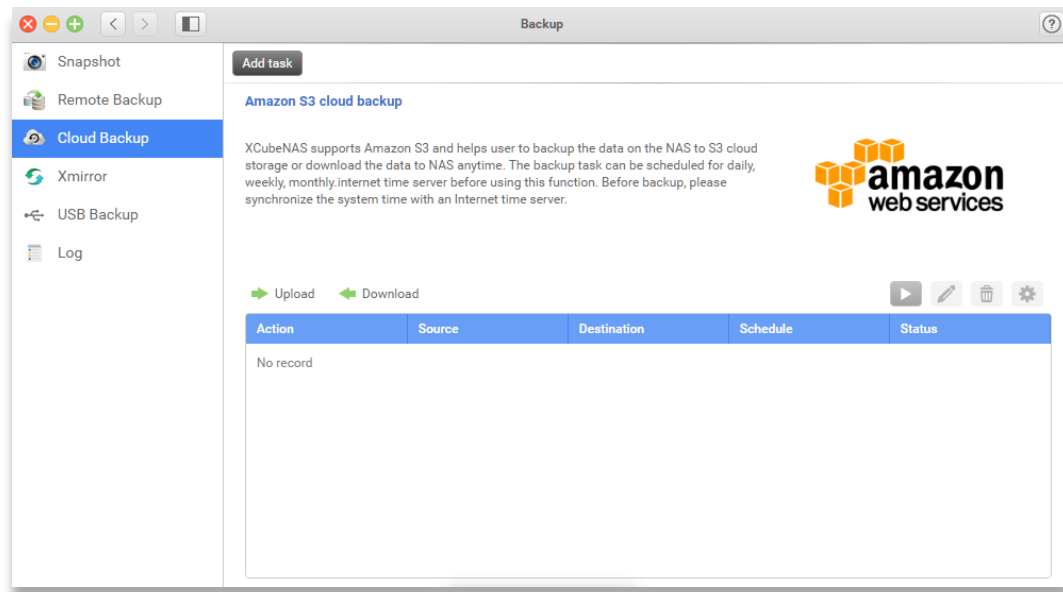 Backup
?
Snapshot
Remote Backup
Cloud Backup
Xmirror
USB Backup
Log
Add task
Amazon S3 cloud backup
XCubeNAS supports Amazon S3 and helps user to backup the data on the NAS to S3 cloud
storage or download the data to NAS anytime. The backup task can be scheduled for daily,
weekly, monthly.internet time server before using this function. Before backup, please
synchronize the system time with an Internet time server.
amazon
web services
Upload Download
Action Source Destination Schedule Status
No record